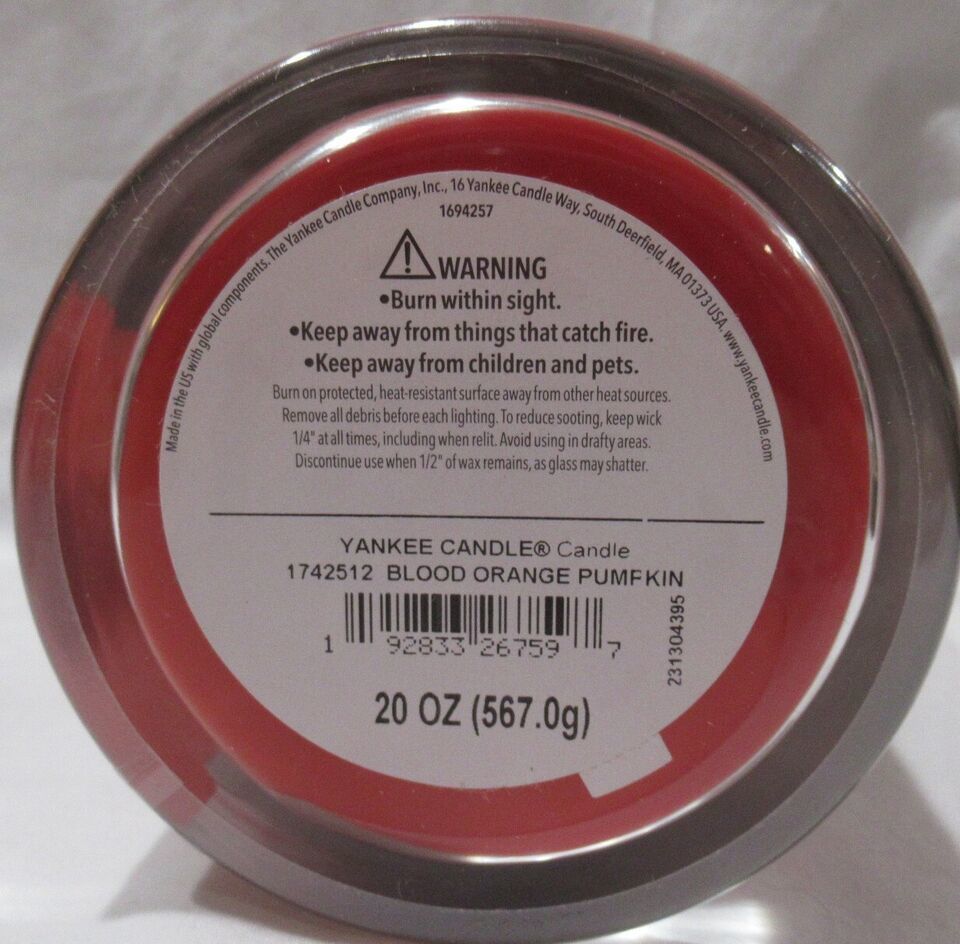 Made in the US with global components. The Yankee Candle Company, Inc., 16 Yankee Candle Way, South Deerfield, MA 01373 USA. www.yankeecandle.com
1694257
WARNING
•Burn within sight.
•Keep away from things that catch fire.
•Keep away from children and pets.
Burn on protected, heat-resistant surface away from other heat sources.
Remove all debris before each lighting. To reduce sooting, keep wick
1/4" at all times, including when relit. Avoid using in drafty areas.
Discontinue use when 1/2" of wax remains, as glass may shatter.
YANKEE CANDLE® Candle
1742512 BLOOD ORANGE PUMPKIN
1 92833 26759 7
231304395
20 OZ (567.0g)